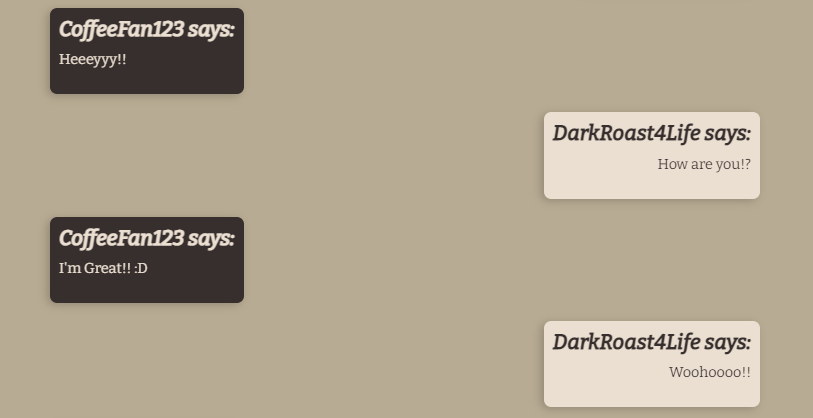 CoffeeFan123 says:
Heeeyyy!!
DarkRoast4Life says:
How are you!?
CoffeeFan123 says:
I'm Great!! :D
DarkRoast4Life says:
Woohoooo!!